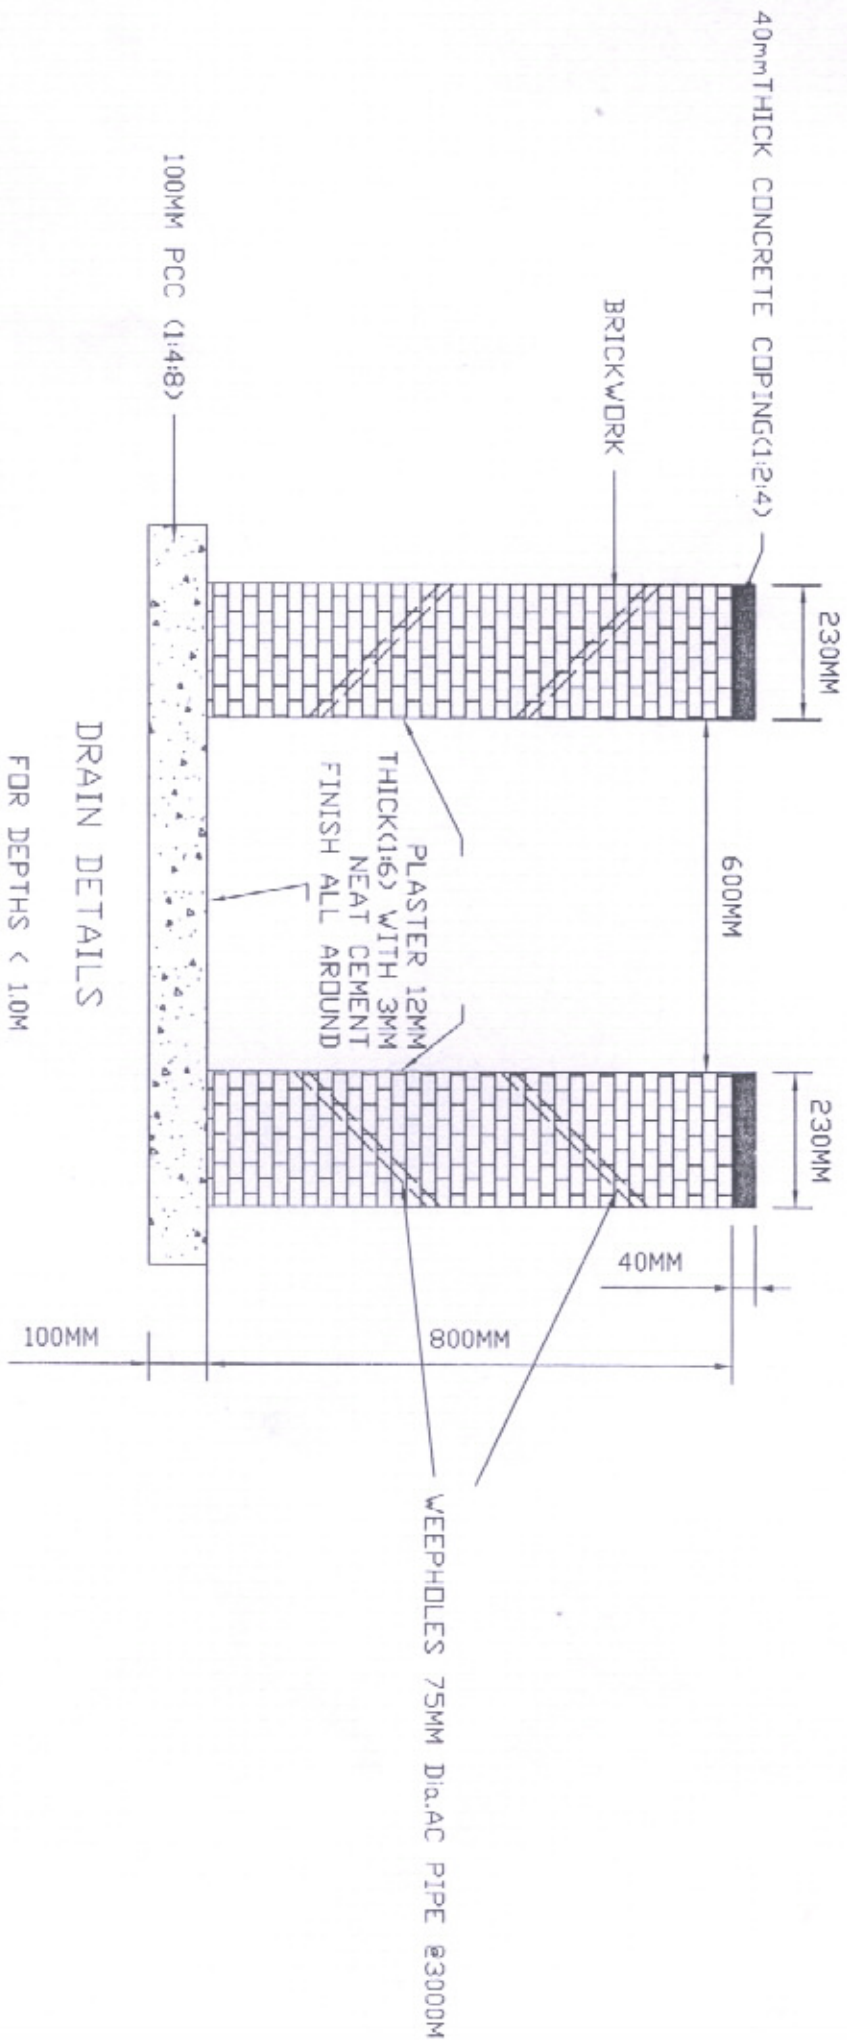 40mmTHICK CONCRETE COPING(1:2:4)
230MM
600MM
230MM
BRICKWORK
40MM
800MM
100MM
PLASTER 12MM
THICK(1:6) WITH 3MM
NEAT CEMENT
FINISH ALL AROUND
WEEPHOLES 75MM Dia.AC PIPE @3000M
100MM PCC (1:4:8)
DRAIN DETAILS
FOR DEPTHS < 1.0M